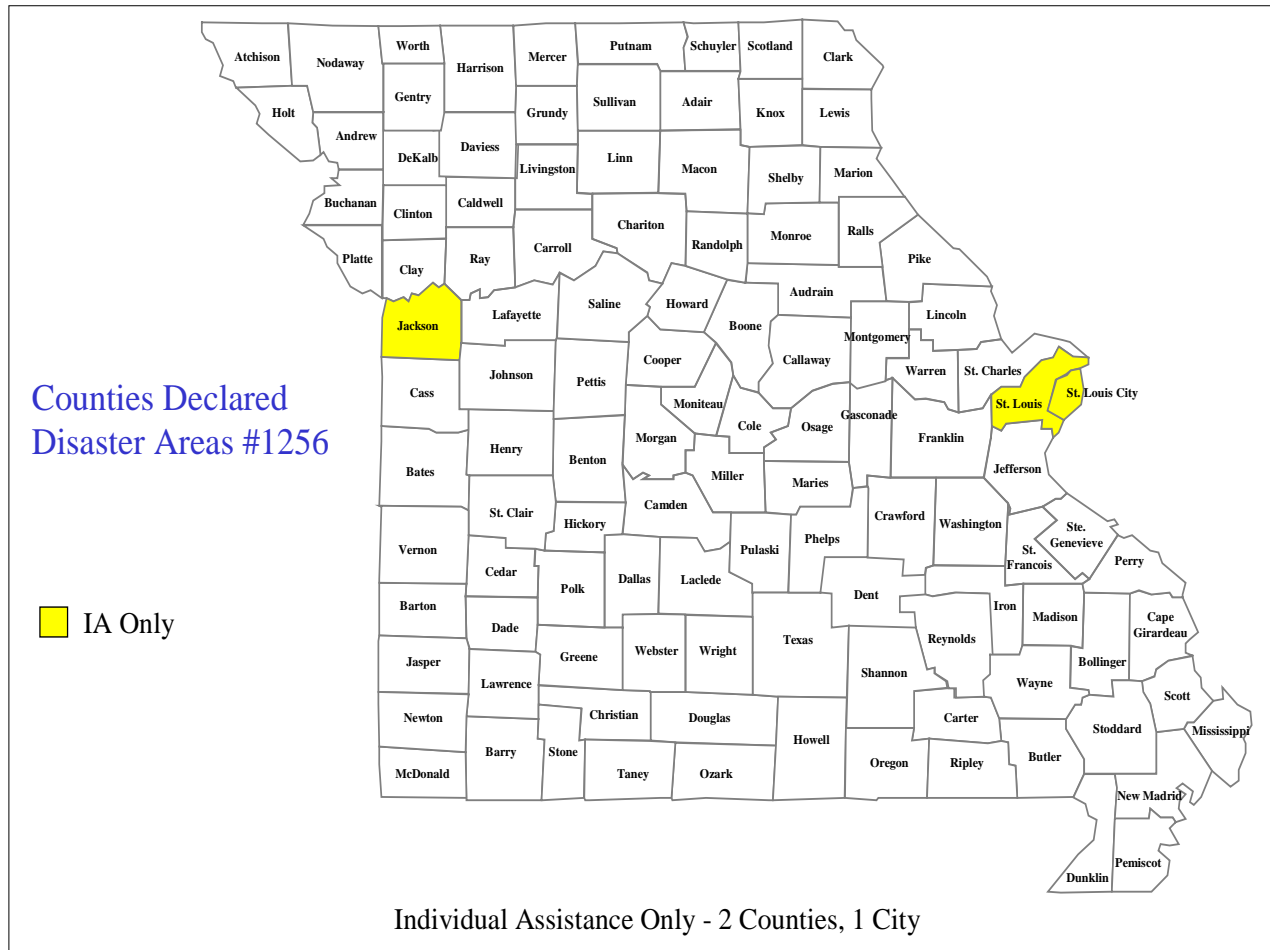 Worth
Putnam
Schuyler
Scotland
Atchison
Nodaway
Harrison
Mercer
Clark
Gentry
Sullivan
Adair
Holt
Grundy
Knox
Lewis
Andrew
Daviess
DeKalb
Linn
Livingston
Macon
Shelby
Marion
Buchanan
Clinton
Caldwell
Chariton
Randolph
Monroe
Ralls
Platte
Clay
Ray
Carroll
Pike
Audrain
Saline
Howard
Lafayette
Lincoln
Jackson
Boone
Montgomery
Callaway
Cooper
Warren
St. Charles
Johnson
Pettis
Cass
St. Louis City
Moniteau
St. Louis
Gasconade
Cole
Osage
Franklin
Morgan
Counties Declared
Disaster Areas #1256
Henry
Benton
Bates
Miller
Maries
Jefferson
Camden
St. Clair
Hickory
Crawford
Washington
Ste.
Genevieve
Phelps
Pulaski
Vernon
St.
Francois
Perry
Cedar
Polk
Dallas
Laclede
Dent
Barton
Iron
Madison
Cape
Girardeau
IA Only
Dade
Texas
Reynolds
Greene
Webster
Wright
Jasper
Bollinger
Shannon
Lawrence
Wayne
Scott
Newton
Christian
Douglas
Carter
Stoddard
Mississippi
Howell
Barry
Stone
Butler
McDonald
Taney
Ozark
Oregon
Ripley
New Madrid
Pemiscot
Dunklin
Individual Assistance Only - 2 Counties, 1 City